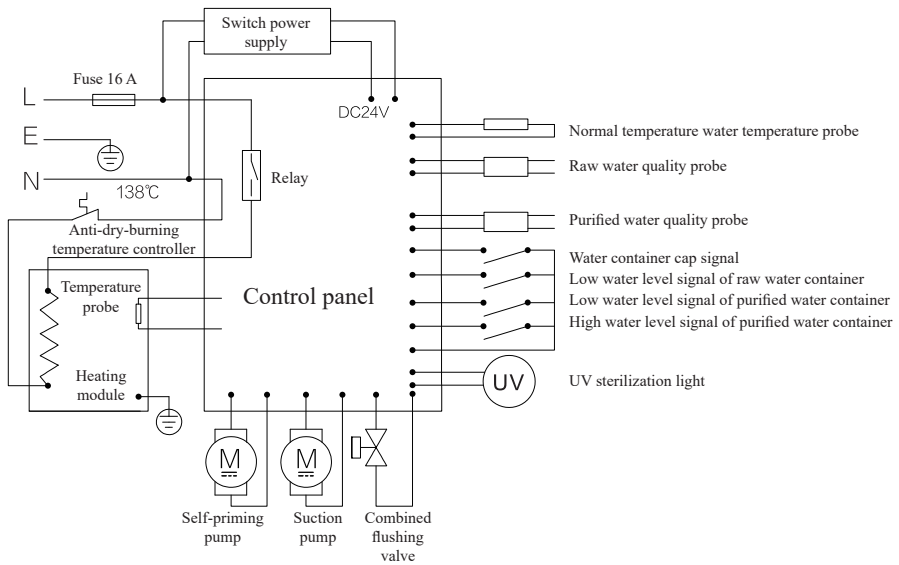 Switch power
supply
Fuse 16 A
L
DC24V
E
N
138℃
Relay
Anti-dry-burning
temperature controller
Temperature
probe
Control panel
Heating
module
Normal temperature water temperature probe
Raw water quality probe
Purified water quality probe
Water container cap signal
Low water level signal of raw water container
Low water level signal of purified water container
High water level signal of purified water container
UV
UV sterilization light
M
M
Self-priming
pump
Suction
pump
Combined
flushing
valve